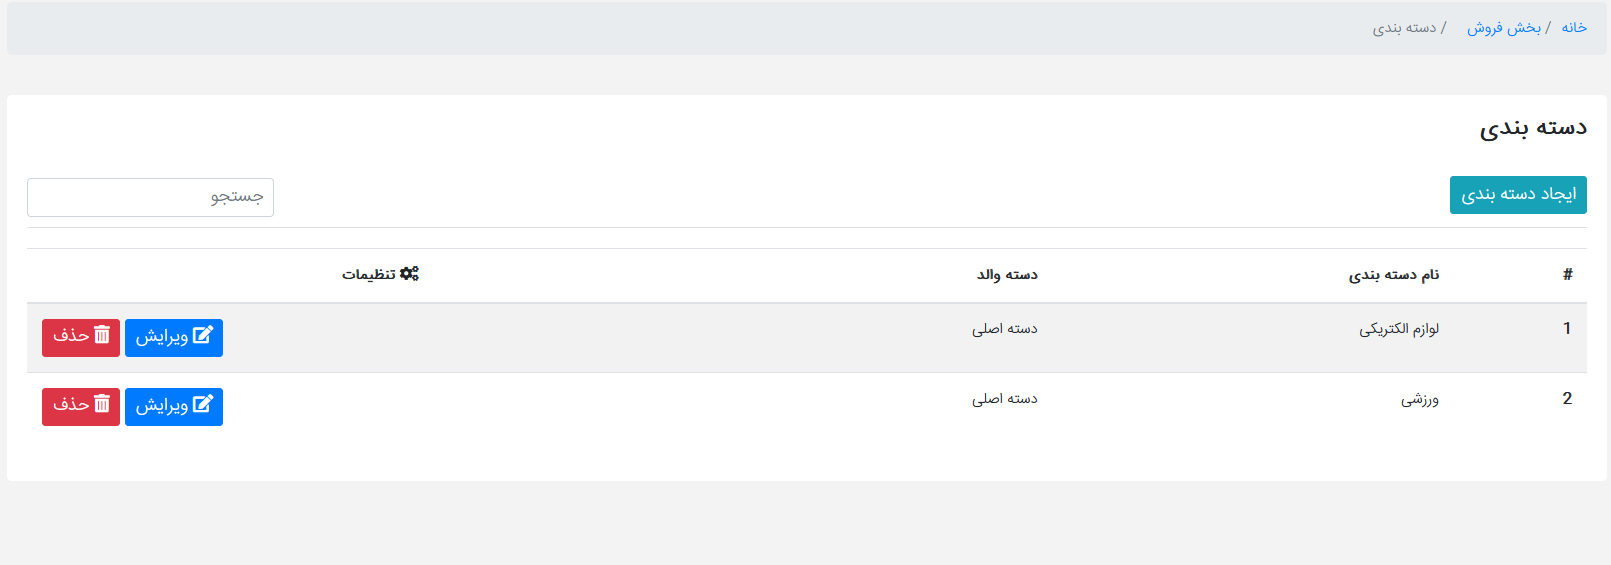 خانه / بخش فروش / دسته بندی
دسته بندی
ایجاد دسته بندی جستجو
# نام دسته بندی دسته والد تنظیمات
1 لوازم الکتریکی دسته اصلی ویرایش حذف
2 ورزشی دسته اصلی ویرایش حذف